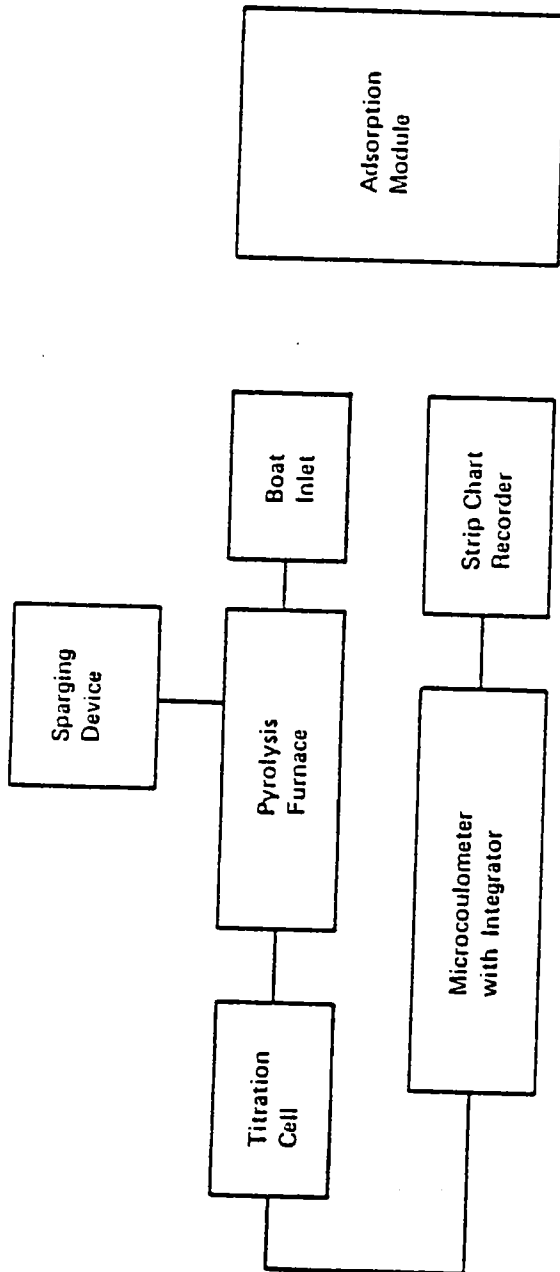 Sparging
Device
Titration
Cell
Pyrolysis
Furnace
Boat
Inlet
Adsorption
Module
Microcoulometer
with Integrator
Strip Chart
Recorder